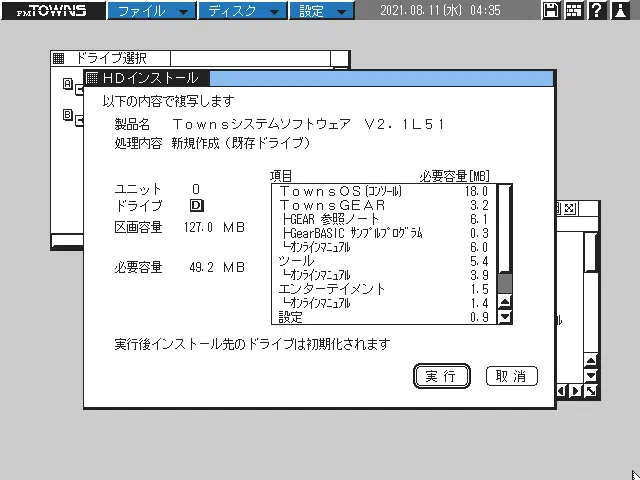 FM TOWNS ファイル ディスク 設定 2021.08.11(水) 04:35
ドライブ選択
HDインストール
以下の内容で複写します
製品名 Ｔｏｗｎｓシステムソフトウェア Ｖ２．１Ｌ５１
処理内容 新規作成(既存ドライブ)
項目 必要容量[MB]
ユニット 0
ドライブ D
区画容量 127.0 ＭＢ
必要容量 49.2 ＭＢ
ＴｏｗｎｓＯＳ(ｺﾝｿｰﾙ) 18.0
ＴｏｗｎｓＧＥＡＲ 3.2
├GEAR 参照ノート 6.1
├GearBASIC ｻﾝﾌﾟﾙﾌﾟﾛｸﾞﾗﾑ 0.3
└ｵﾝﾗｲﾝﾏﾆｭｱﾙ 6.0
ツール 5.4
└ｵﾝﾗｲﾝﾏﾆｭｱﾙ 3.9
エンターテイメント 1.5
└ｵﾝﾗｲﾝﾏﾆｭｱﾙ 1.4
設定 0.9
実行後インストール先のドライブは初期化されます
実行 取消
A
B